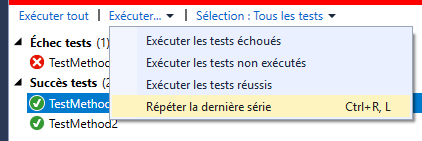 Exécuter tout | Exécuter... | Sélection : Tous les tests
Échec tests (1)
Exécuter les tests échoués
TestMethod
Exécuter les tests non exécutés
Succès tests (2
Exécuter les tests réussis
TestMethod
Répéter la dernière série Ctrl+R, L
TestMethod2